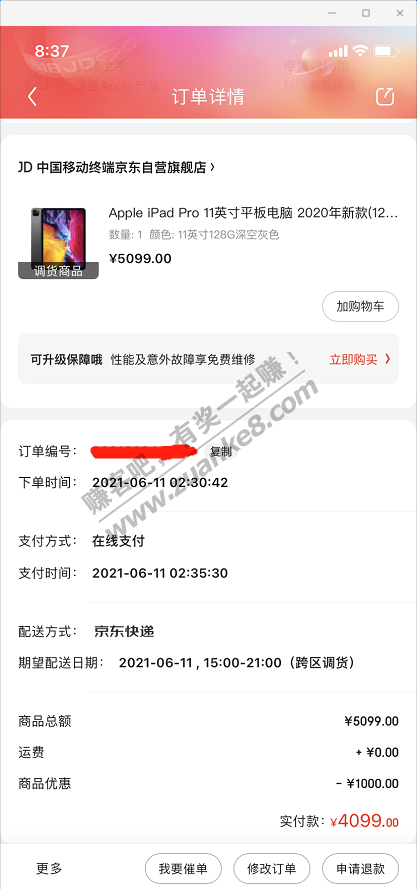 8:37
订单详情
JD 中国移动终端京东自营旗舰店 ›
Apple iPad Pro 11英寸平板电脑 2020年新款(12...
数量: 1 颜色: 11英寸128G深空灰色
¥5099.00
调货商品
加购物车
可升级保障哦 性能及意外故障享免费维修 立即购买 ›
赚客吧，有奖一起赚！
www.zuanke8.com
订单编号： 复制
下单时间： 2021-06-11 02:30:42
支付方式： 在线支付
支付时间： 2021-06-11 02:35:30
配送方式： 京东快递
期望配送日期： 2021-06-11 , 15:00-21:00（跨区调货）
商品总额 ¥5099.00
运费 + ¥0.00
商品优惠 - ¥1000.00
实付款：¥4099.00
更多 我要催单 修改订单 申请退款